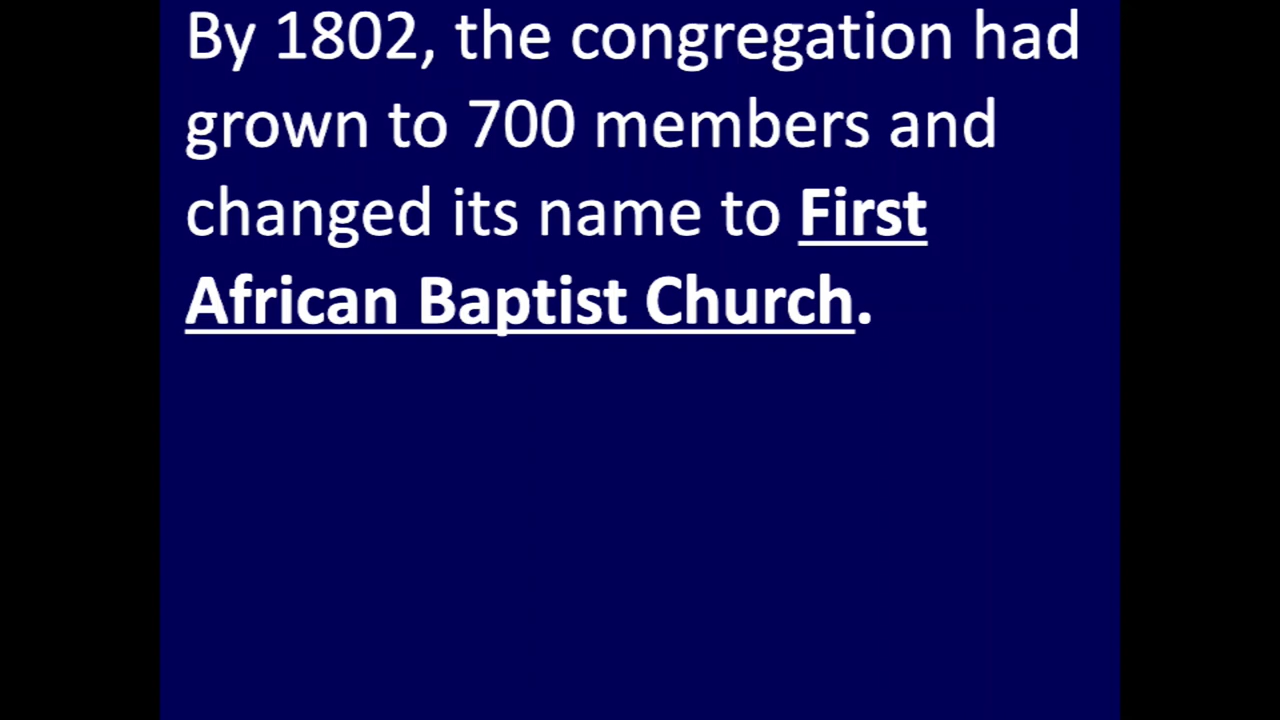 By 1802, the congregation had
grown to 700 members and
changed its name to First
African Baptist Church.